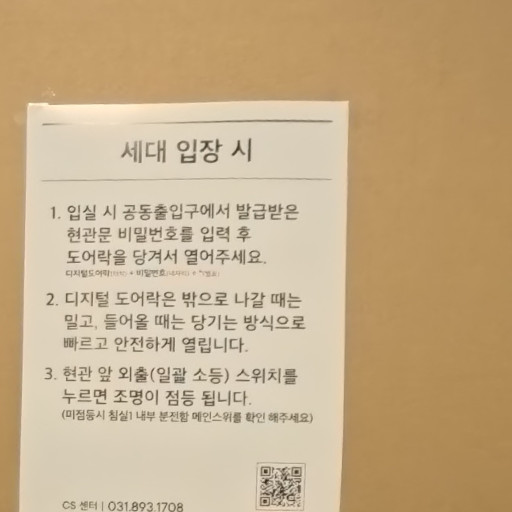 세대 입장 시
1. 입실 시 공동출입구에서 발급받은
현관문 비밀번호를 입력 후
도어락을 당겨서 열어주세요.
디지털도어락(터치) + 비밀번호(네자리) + *(별표)
2. 디지털 도어락은 밖으로 나갈 때는
밀고, 들어올 때는 당기는 방식으로
빠르고 안전하게 열립니다.
3. 현관 앞 외출(일괄 소등) 스위치를
누르면 조명이 점등 됩니다.
(미점등시 침실1 내부 분전함 메인스위를 확인 해주세요)
CS 센터 | 031.893.1708